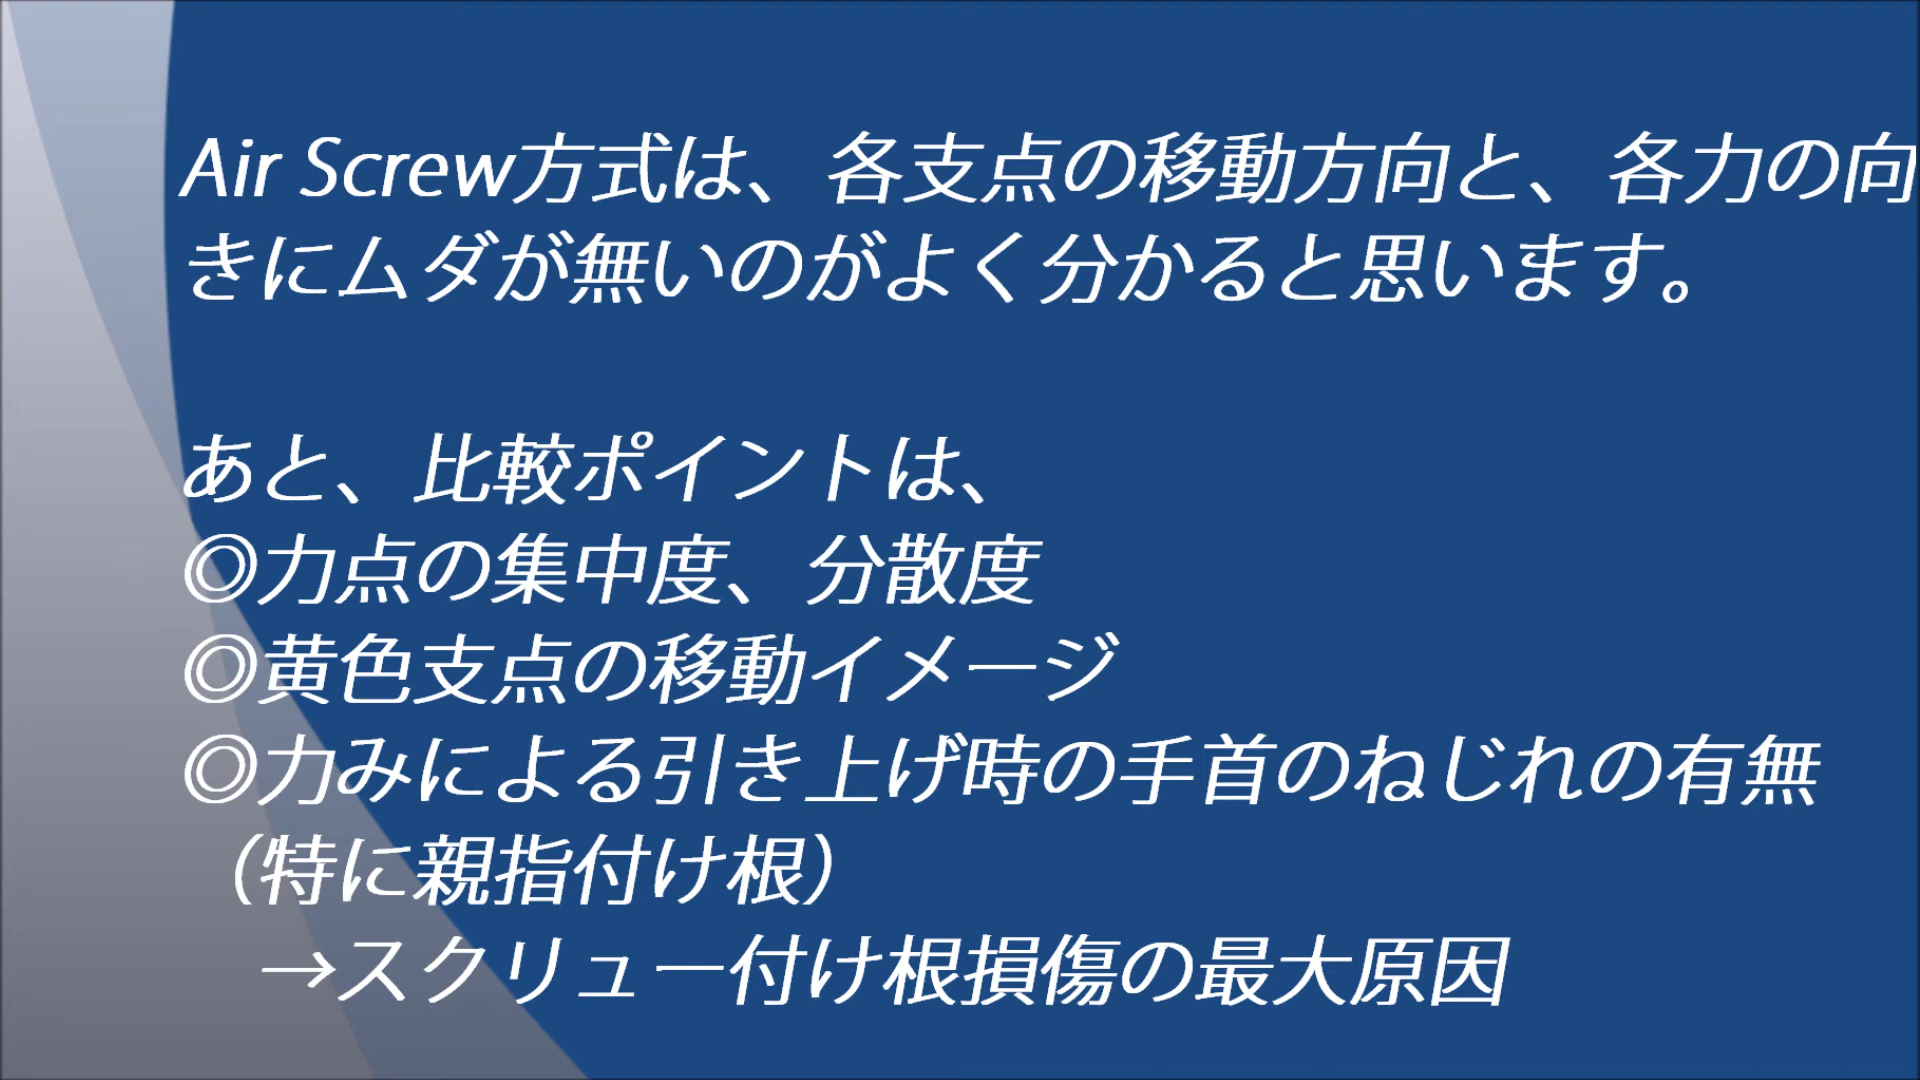 Air Screw方式は、各支点の移動方向と、各力の向
きにムダが無いのがよく分かると思います。
あと、比較ポイントは、
◎力点の集中度、分散度
◎黄色支点の移動イメージ
◎力みによる引き上げ時の手首のねじれの有無
（特に親指付け根）
→スクリュー付け根損傷の最大原因